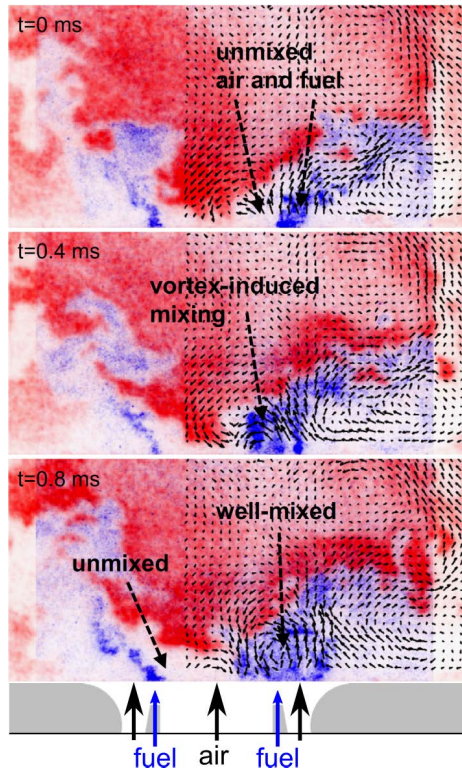 t=0 ms
unmixed
air and fuel
t=0.4 ms
vortex-induced
mixing
t=0.8 ms
well-mixed
unmixed
fuel air fuel